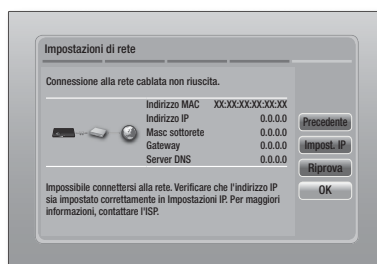 Impostazioni di rete
Connessione alla rete cablata non riuscita.
Indirizzo MAC XX:XX:XX:XX:XX:XX
Indirizzo IP 0.0.0.0
Masc sottorete 0.0.0.0
Gateway 0.0.0.0
Server DNS 0.0.0.0
Precedente
Impost. IP
Riprova
OK
Impossibile connettersi alla rete. Verificare che l'indirizzo IP
sia impostato correttamente in Impostazioni IP. Per maggiori
informazioni, contattare l'ISP.